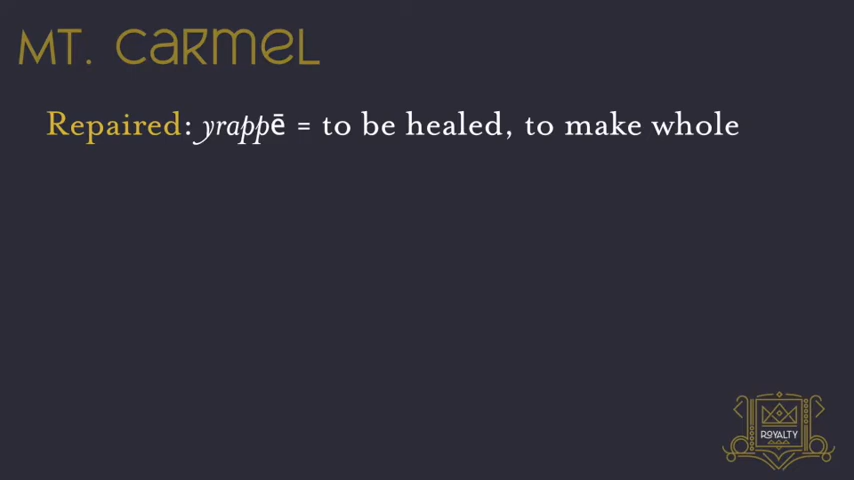 MT. CARMEL
Repaired: yrappē = to be healed, to make whole
ROYALTY